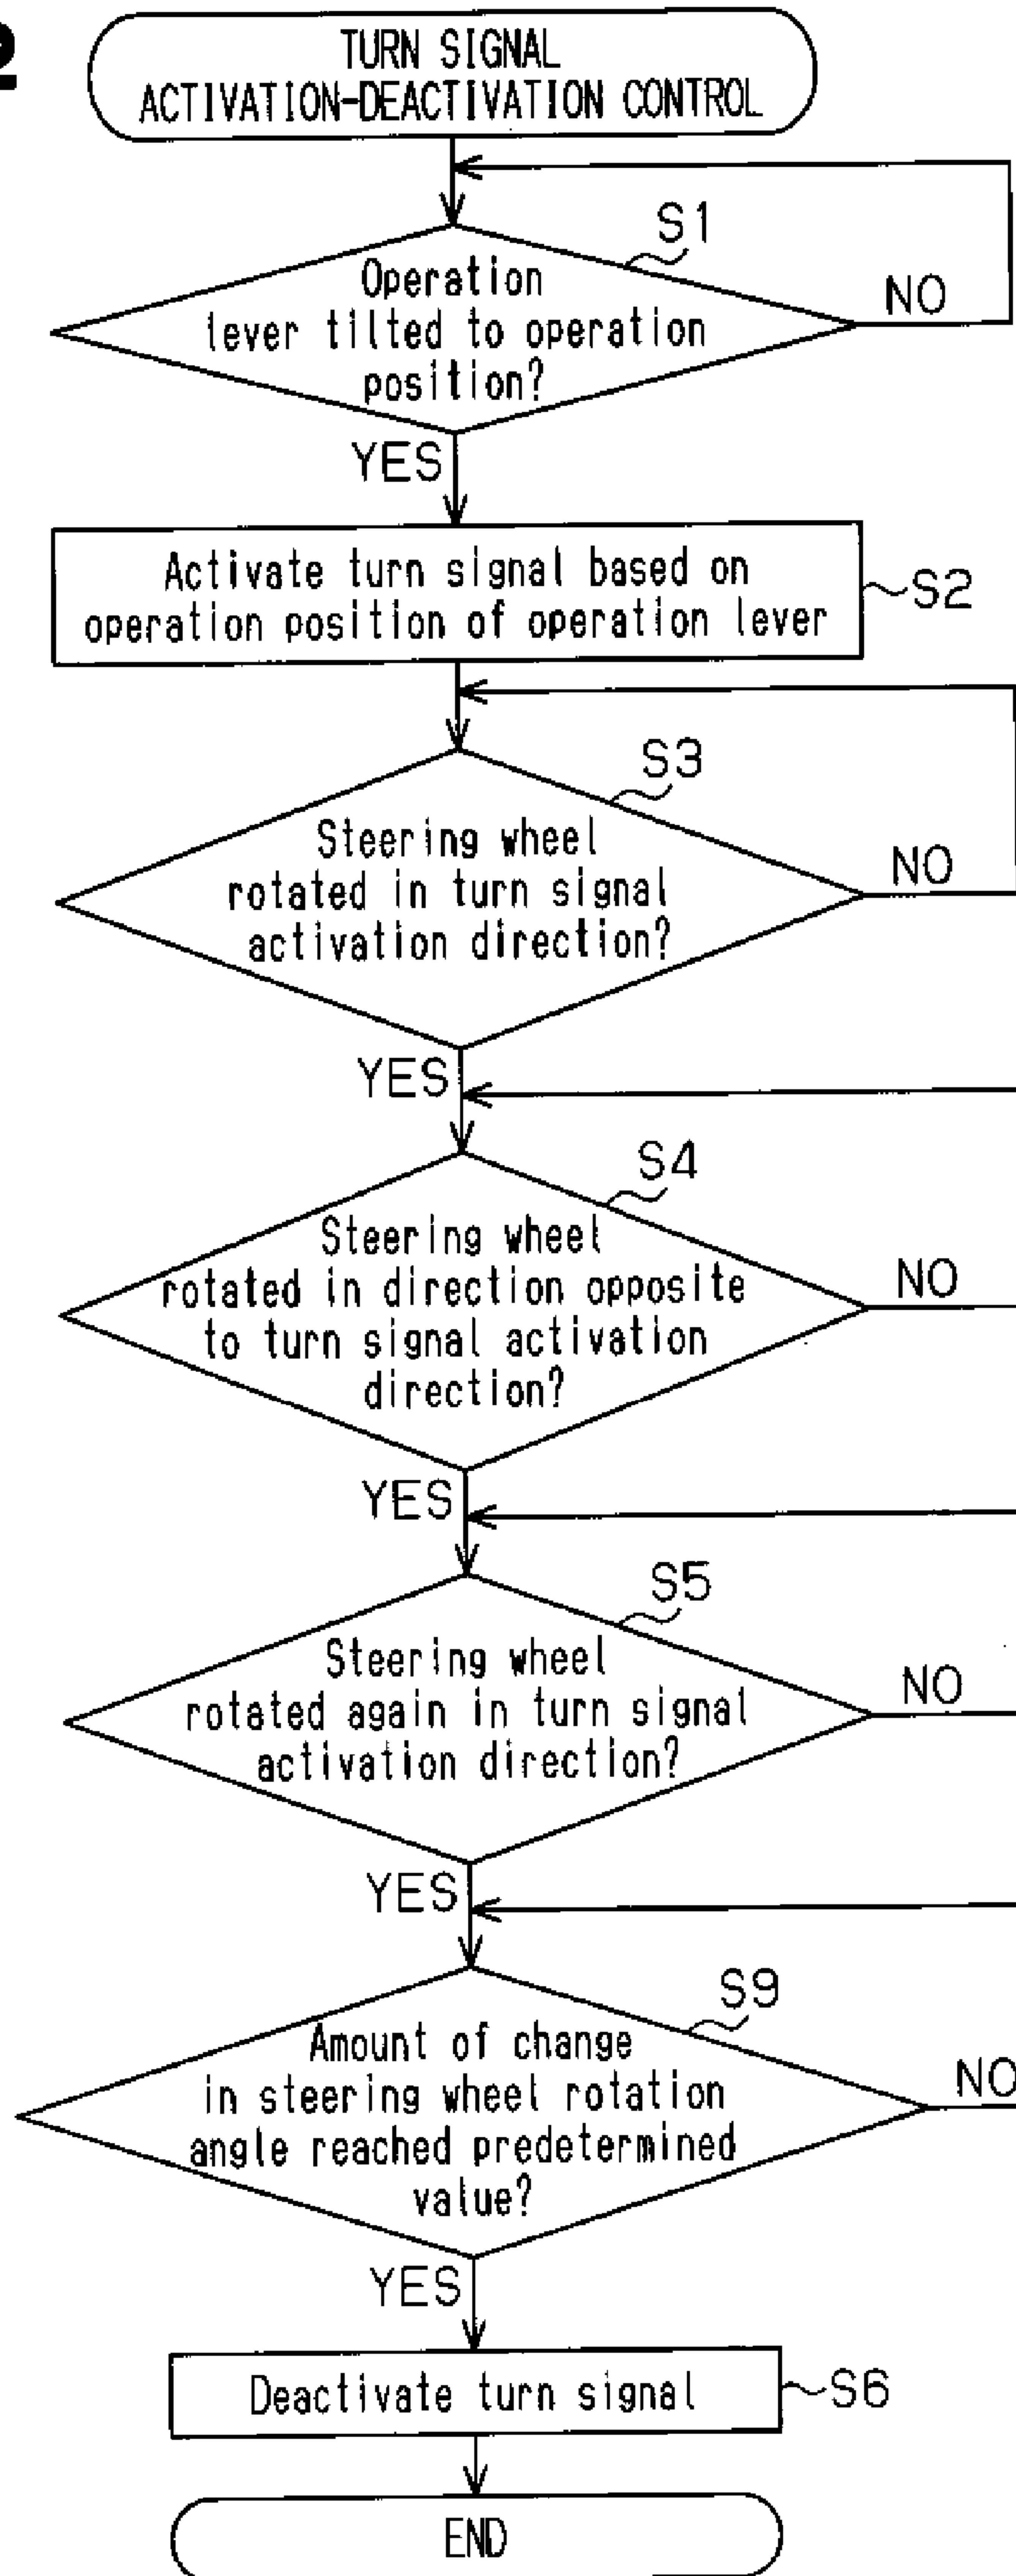 2
TURN SIGNAL
ACTIVATION-DEACTIVATION CONTROL
S1
Operation
lever tilted to operation
position?
NO
YES
Activate turn signal based on
operation position of operation lever
S2
S3
Steering wheel
rotated in turn signal
activation direction?
NO
YES
S4
Steering wheel
rotated in direction opposite
to turn signal activation
direction?
NO
YES
S5
Steering wheel
rotated again in turn signal
activation direction?
NO
YES
S9
Amount of change
in steering wheel rotation
angle reached predetermined
value?
NO
YES
Deactivate turn signal
S6
END